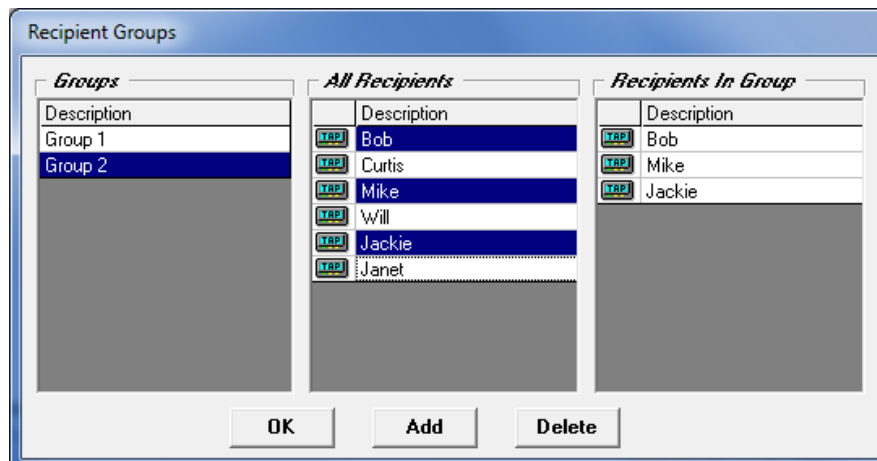 Recipient Groups
Groups
Description
Group 1
Group 2
All Recipients
Description
TAP Bob
TAP Curtis
TAP Mike
TAP Will
TAP Jackie
TAP Janet
Recipients In Group
Description
TAP Bob
TAP Mike
TAP Jackie
OK Add Delete